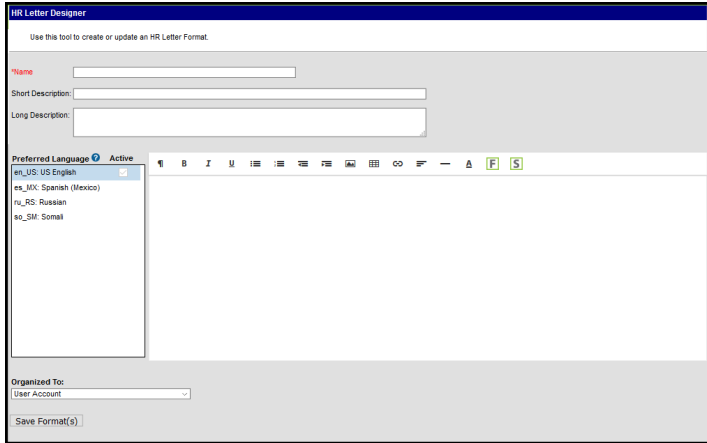 HR Letter Designer
Use this tool to create or update an HR Letter Format.
*Name
Short Description:
Long Description:
Preferred Language ? Active
¶ B I U A F S
en_US: US English
es_MX: Spanish (Mexico)
ru_RS: Russian
so_SM: Somali
Organized To:
User Account
Save Format(s)